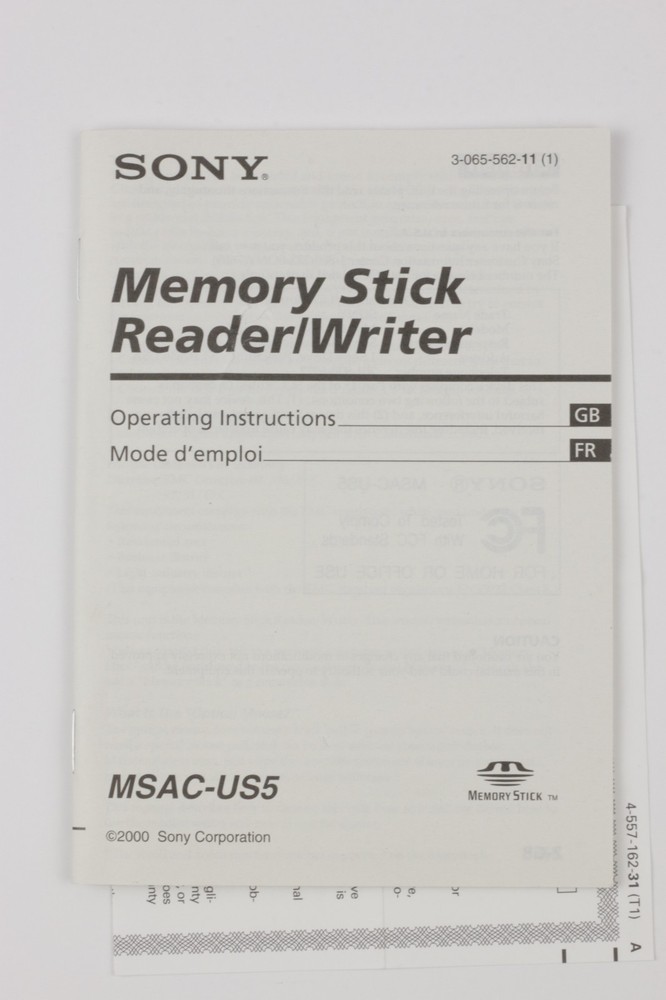 SONY®
3-065-562-11 (1)
Memory Stick
Reader/Writer
Operating Instructions GB
Mode d'emploi FR
MSAC-US5
MEMORY STICK TM
©2000 Sony Corporation
4-557-162-31 (T1) A